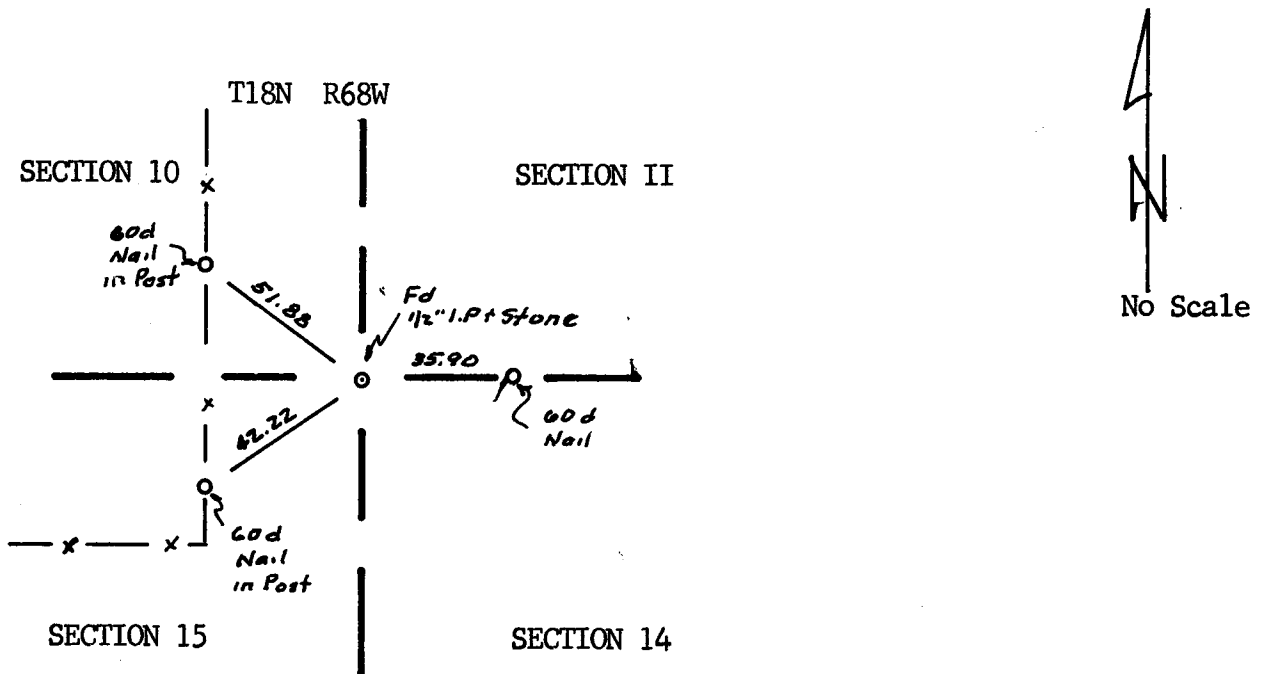 T18N R68W
SECTION 10
SECTION II
60d
Nail
in Post
51.88
Fd
1/2" I.P + Stone
35.90
42.22
60d
Nail
60d
Nail
in Post
SECTION 15
SECTION 14
N
No Scale